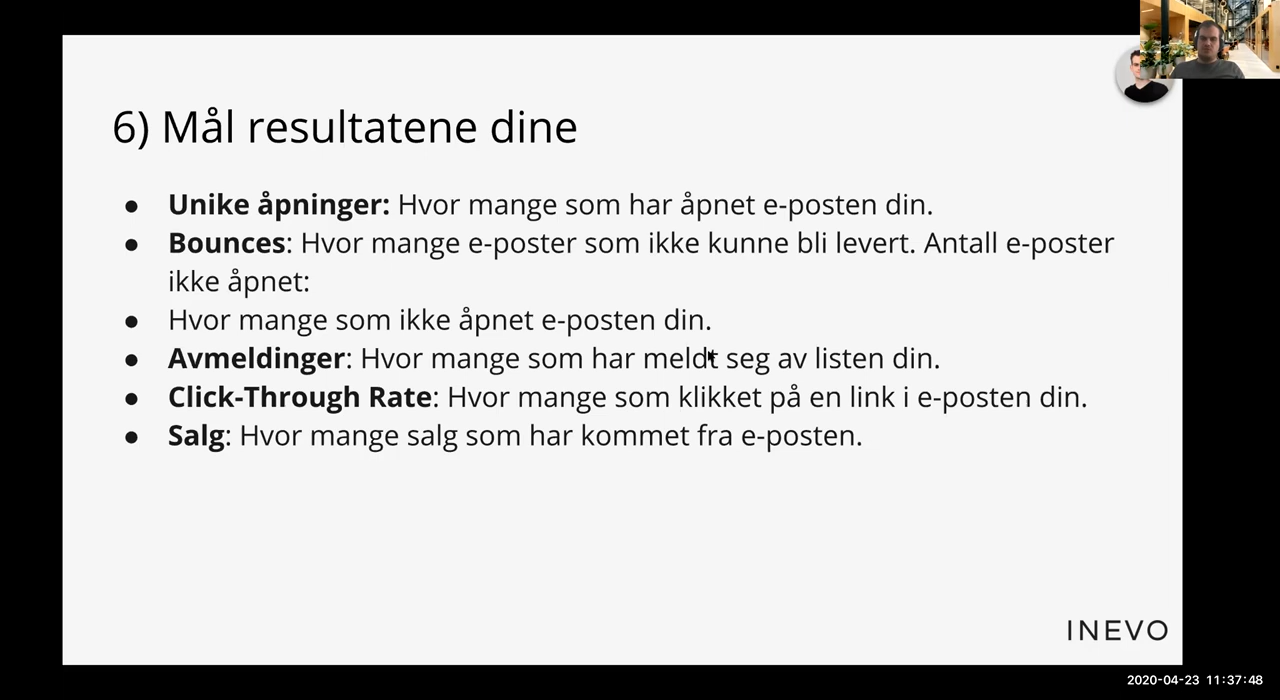 6) Mål resultatene dine
● Unike åpninger: Hvor mange som har åpnet e-posten din.
● Bounces: Hvor mange e-poster som ikke kunne bli levert. Antall e-poster
ikke åpnet:
● Hvor mange som ikke åpnet e-posten din.
● Avmeldinger: Hvor mange som har meldt seg av listen din.
● Click-Through Rate: Hvor mange som klikket på en link i e-posten din.
● Salg: Hvor mange salg som har kommet fra e-posten.
INEVO
2020-04-23 11:37:48